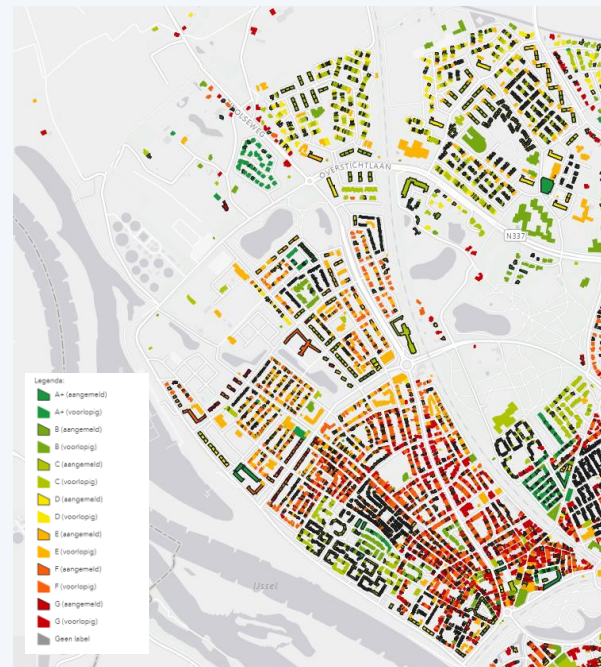 OLSEWEG
OVERSTICHTLAAN
N337
Legenda:
A+ (aangemeld)
A+ (voorlopig)
B (aangemeld)
B (voorlopig)
C (aangemeld)
C (voorlopig)
D (aangemeld)
D (voorlopig)
E (aangemeld)
E (voorlopig)
F (aangemeld)
F (voorlopig)
G (aangemeld)
G (voorlopig)
Geen label
IJssel